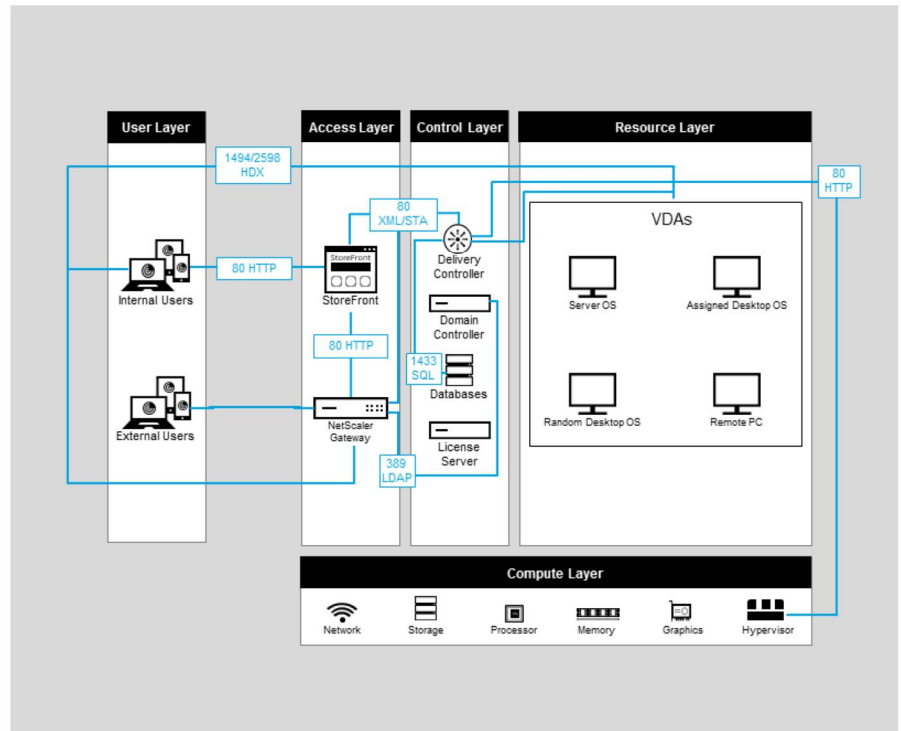 User Layer
Access Layer
Control Layer
Resource Layer
1494/2598
HDX
80
HTTP
80
XML/STA
VDAs
StoreFront
Delivery
Controller
80 HTTP
Internal Users
StoreFront
Server OS
Assigned Desktop OS
Domain
Controller
80 HTTP
1433
SQL
Databases
External Users
NetScaler
Gateway
Random Desktop OS
Remote PC
License
Server
389
LDAP
Compute Layer
Network
Storage
Processor
Memory
Graphics
Hypervisor